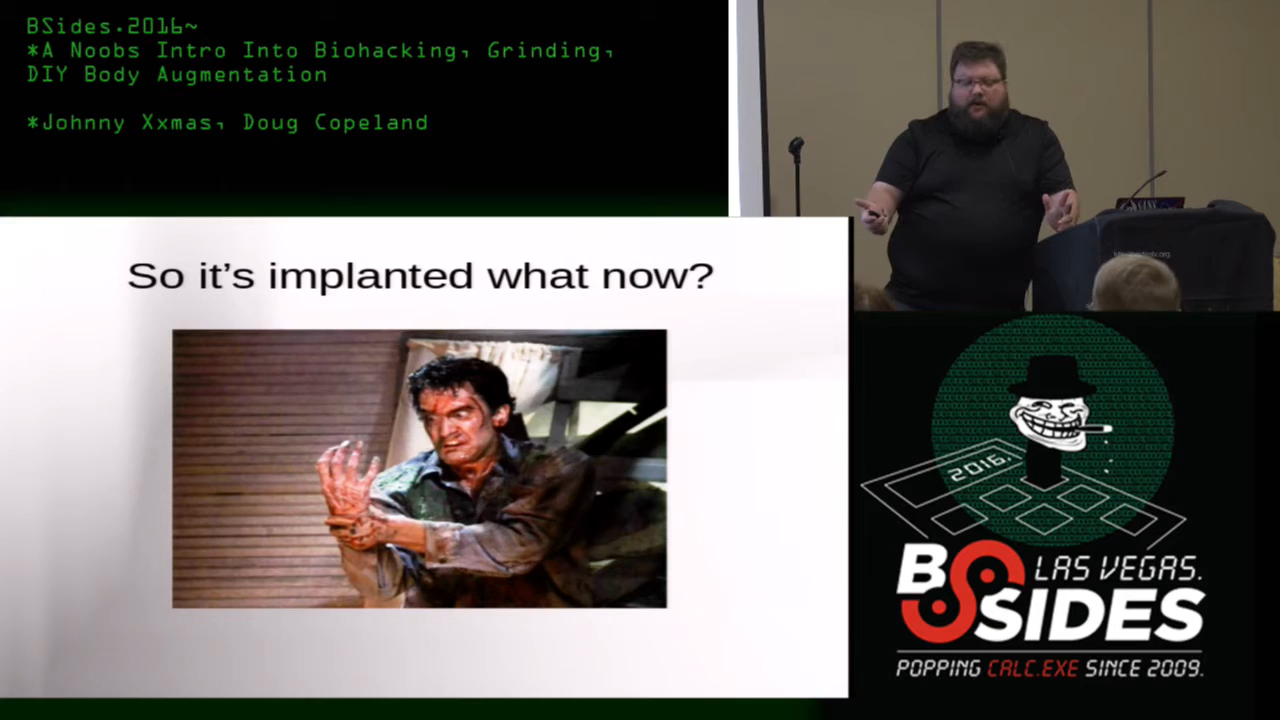 BSides.2016~
*A Noobs Intro Into Biohacking, Grinding,
DIY Body Augmentation
*Johnny Xxmas, Doug Copeland
So it's implanted what now?
2016.
BSIDES
LAS VEGAS.
POPPING CALC.EXE SINCE 2009.